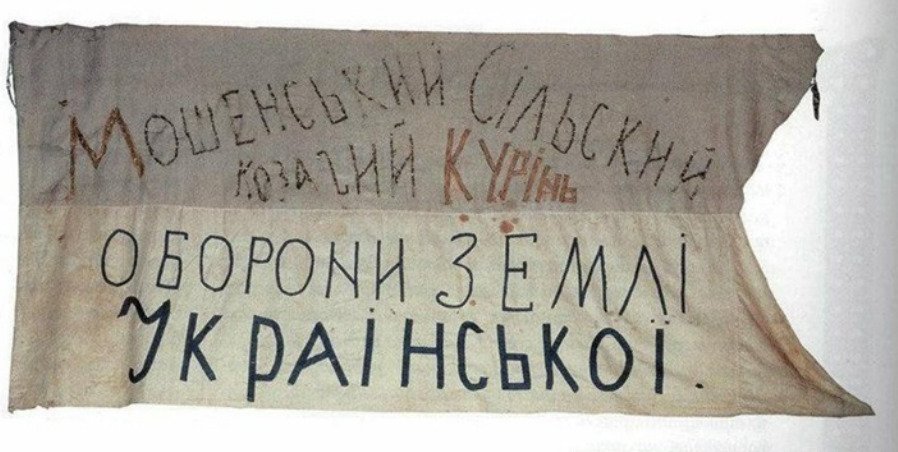 Мошенський Сільский
козачий Курінь
оборони Землі
Української.